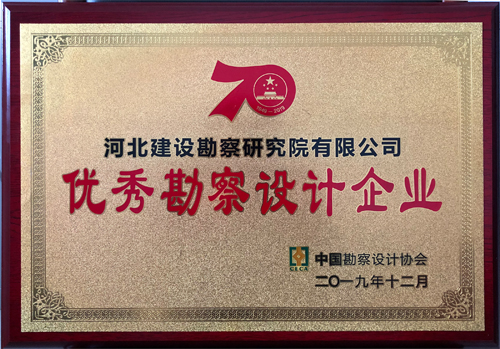 70
1949-2019
河北建设勘察研究院有限公司
优秀勘察设计企业
中国勘察设计协会
二〇一九年十二月